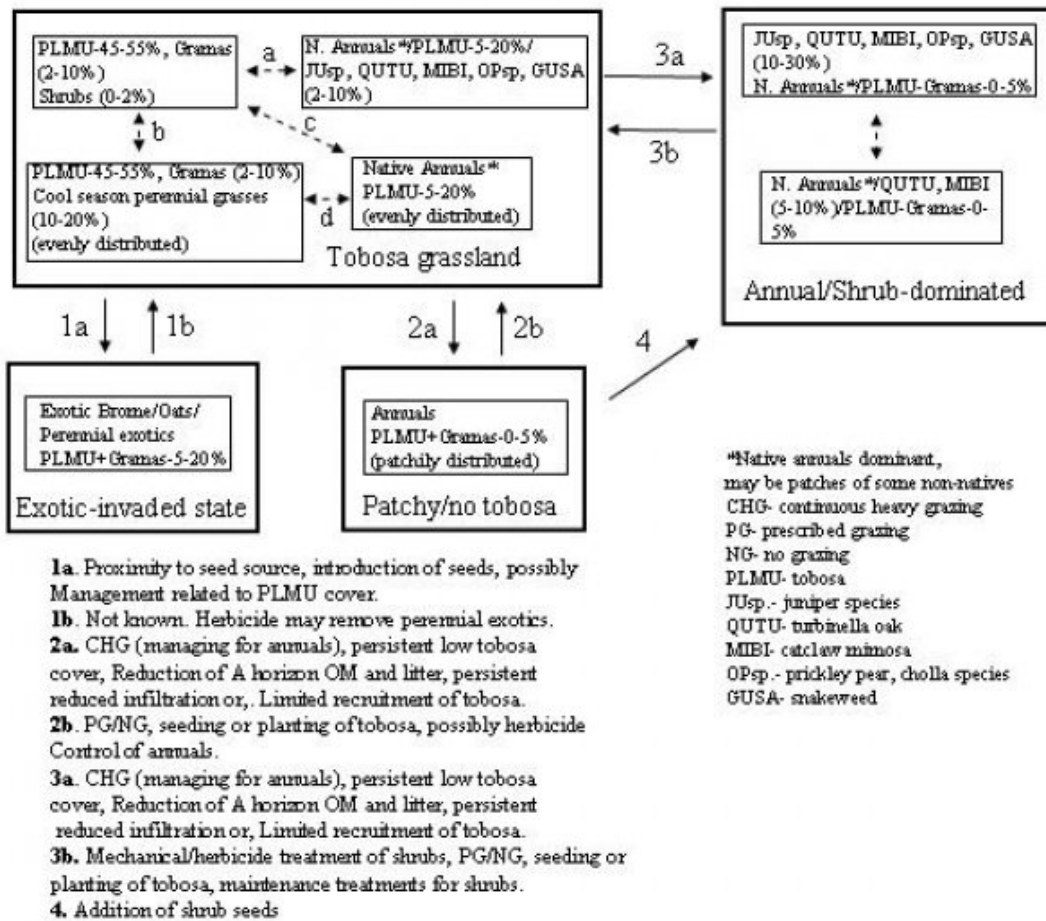 PLMU-45-55%, Gramas
(2-10%)
Shrubs (0-2%)
a
N. Annuals*/PLMU-5-20%/
JUsp, QUTU, MIBI, OPsp, GUSA
(2-10%)
b
c
PLMU-45-55%, Gramas (2-10%)
Cool season perennial grasses
(10-20%)
(evenly distributed)
d
Native Annuals*
PLMU-5-20%
(evenly distributed)
Tobosa grassland
3a
3b
JUsp, QUTU, MIBI, OPsp, GUSA
(10-30%)
N. Annuals*/PLMU-Gramas-0-5%
N. Annuals*/QUTU, MIBI
(5-10%)/PLMU-Gramas-0-
5%
Annual/Shrub-dominated
1a
1b
2a
2b
4
Exotic Brome/Oats/
Perennial exotics
PLMU+Gramas-5-20%
Exotic-invaded state
Annuals
PLMU+Gramas-0-5%
(patchily distributed)
Patchy/no tobosa
*Native annuals dominant,
may be patches of some non-natives
CHG- continuous heavy grazing
PG- prescribed grazing
NG- no grazing
PLMU- tobosa
JUsp.- juniper species
QUTU- turbinella oak
MIBI- catclaw mimosa
OPsp.- prickley pear, cholla species
GUSA- snakeweed
1a. Proximity to seed source, introduction of seeds, possibly
Management related to PLMU cover.
1b. Not known. Herbicide may remove perennial exotics.
2a. CHG (managing for annuals), persistent low tobosa
cover, Reduction of A horizon OM and litter, persistent
reduced infiltration or,. Limited recruitment of tobosa.
2b. PG/NG, seeding or planting of tobosa, possibly herbicide
Control of annuals.
3a. CHG (managing for annuals), persistent low tobosa
cover, Reduction of A horizon OM and litter, persistent
reduced infiltration or, Limited recruitment of tobosa.
3b. Mechanical/herbicide treatment of shrubs, PG/NG, seeding or
planting of tobosa, maintenance treatments for shrubs.
4. Addition of shrub seeds